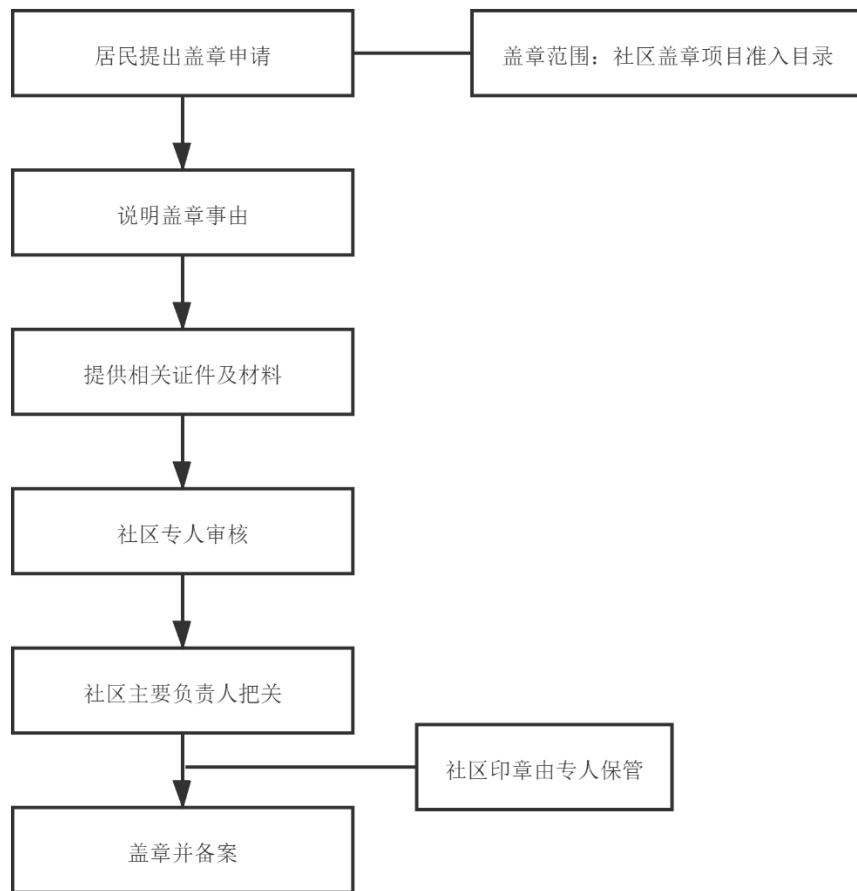 居民提出盖章申请
盖章范围：社区盖章项目准入目录
说明盖章事由
提供相关证件及材料
社区专人审核
社区主要负责人把关
社区印章由专人保管
盖章并备案